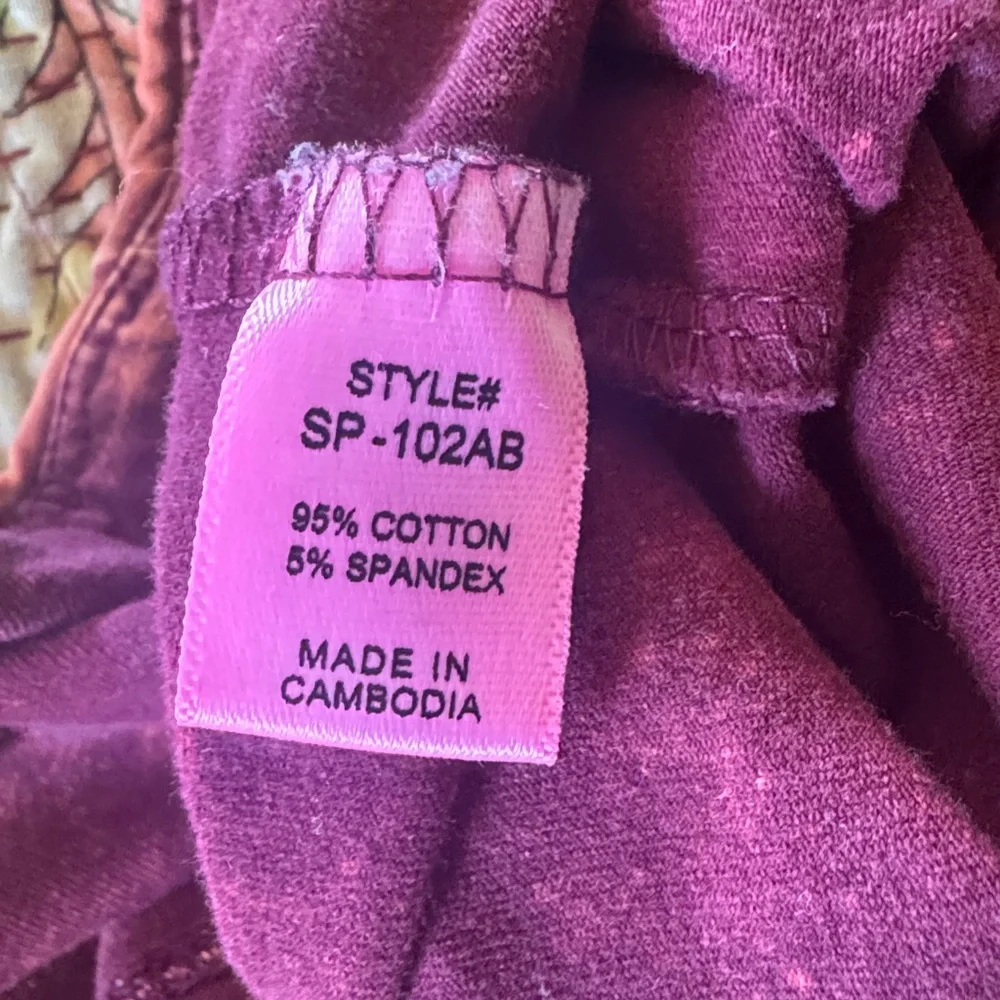 STYLE#
SP-102AB
95% COTTON
5% SPANDEX
MADE IN
CAMBODIA